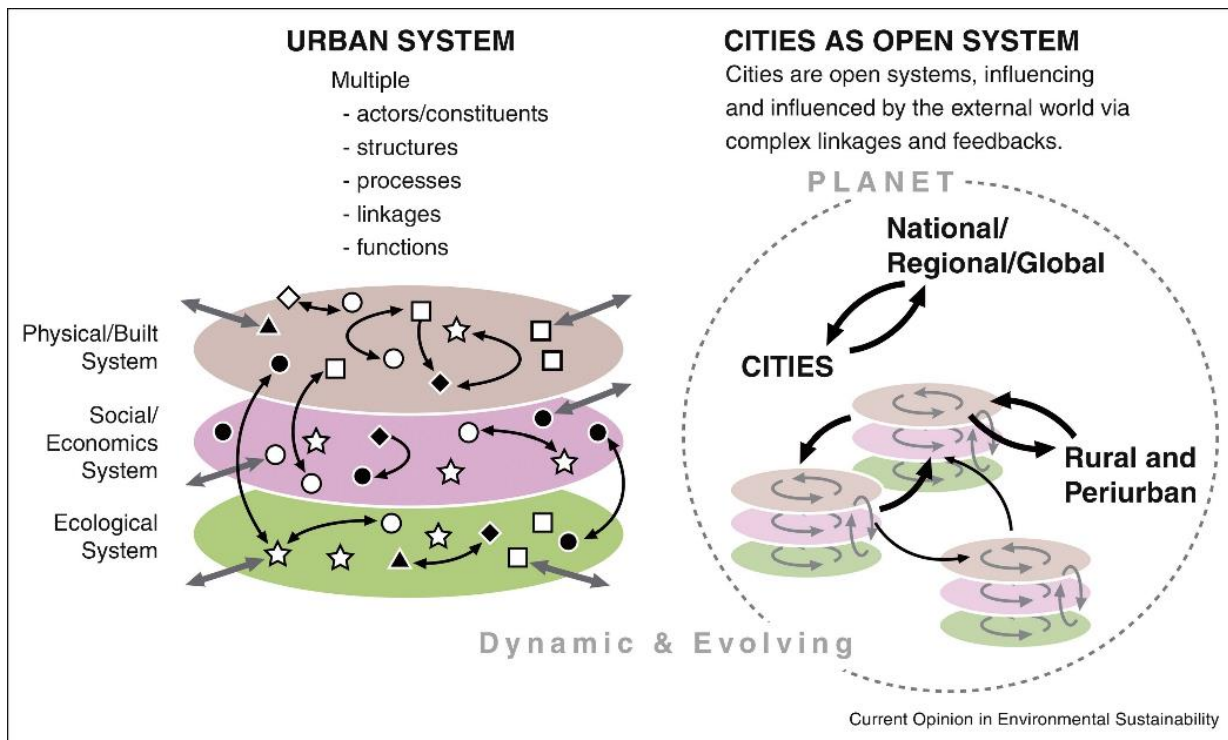 URBAN SYSTEM
Multiple
- actors/constituents
- structures
- processes
- linkages
- functions
Physical/Built
System
Social/
Economics
System
Ecological
System
CITIES AS OPEN SYSTEM
Cities are open systems, influencing
and influenced by the external world via
complex linkages and feedbacks.
PLANET
National/
Regional/Global
CITIES
Rural and
Periurban
Dynamic & Evolving
Current Opinion in Environmental Sustainability